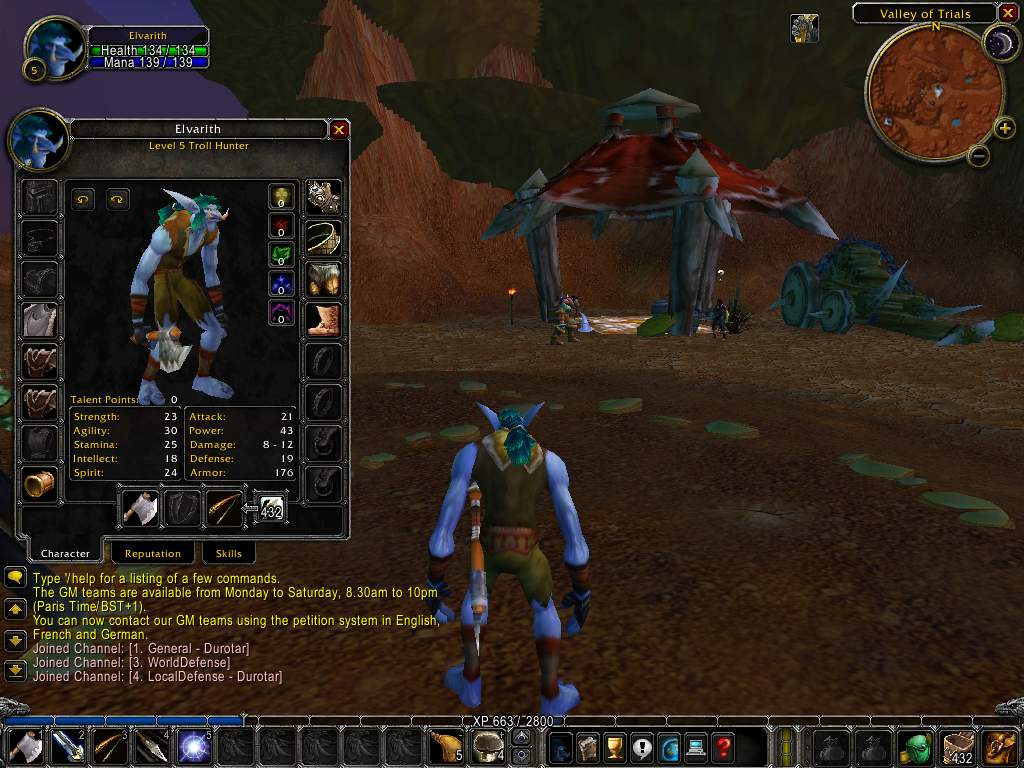 Elvarith
Health 134 / 134
Mana 139 / 139
5
Valley of Trials
N
Elvarith
Level 5 Troll Hunter
0
0
0
0
0
Talent Points: 0
Strength: 23
Agility: 30
Stamina: 25
Intellect: 18
Spirit: 24
Attack: 21
Power: 43
Damage: 8 - 12
Defense: 19
Armor: 176
432
Character
Reputation
Skills
Type '/help for a listing of a few commands.
The GM teams are available from Monday to Saturday, 8.30am to 10pm
(Paris Time/BST+1).
You can now contact our GM teams using the petition system in English,
French and German.
Joined Channel: [1. General - Durotar]
Joined Channel: [3. WorldDefense]
Joined Channel: [4. LocalDefense - Durotar]
XP 663 / 2800
1
2
3
4
5
5
4
432